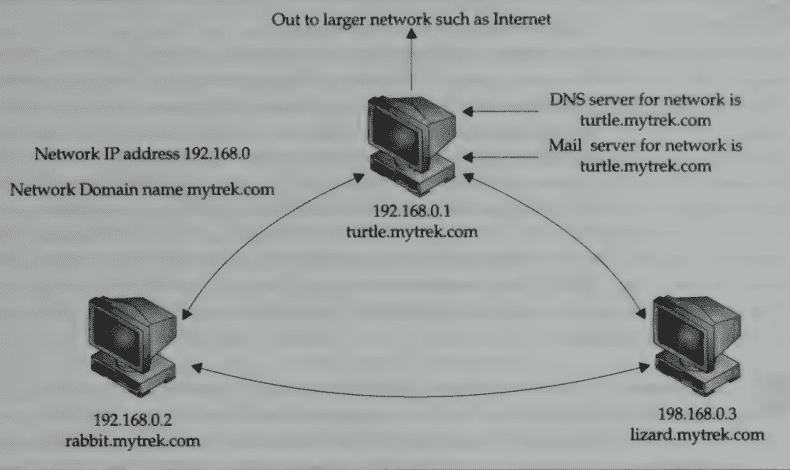 Out to larger network such as Internet
DNS server for network is
turtle.mytrek.com
Mail server for network is
turtle.mytrek.com
Network IP address 192.168.0
Network Domain name mytrek.com
192.168.0.1
turtle.mytrek.com
192.168.0.2
rabbit.mytrek.com
198.168.0.3
lizard.mytrek.com